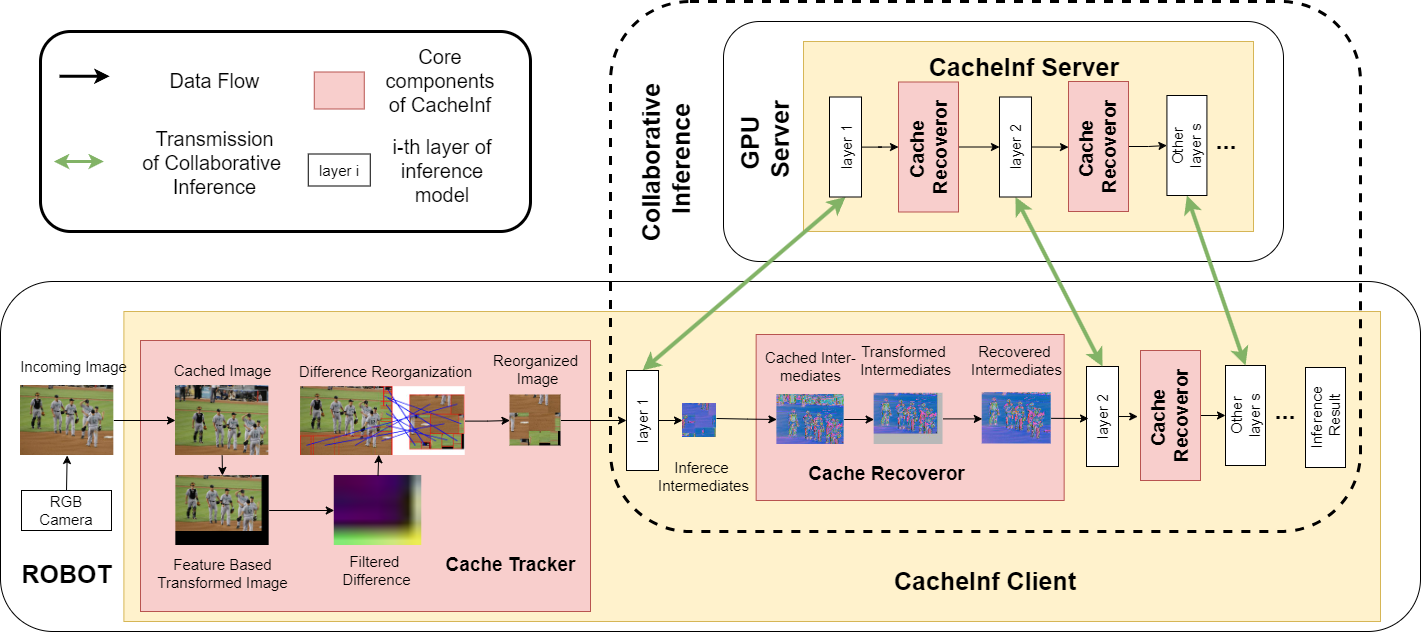 Data Flow
Core
components
of CacheInf
Transmission
of Collaborative
Inference
layer i
i-th layer of
inference
model
Collaborative
Inference
GPU
Server
CacheInf Server
layer 1
Cache
Recoveror
layer 2
Cache
Recoveror
Other
layer s
...
Incoming Image
RGB
Camera
ROBOT
Cached Image
Feature Based
Transformed Image
Difference Reorganization
Filtered
Difference
Reorganized
Image
Cache Tracker
layer 1
Inferece
Intermediates
Cached Inter-
mediates
Transformed
Intermediates
Recovered
Intermediates
Cache Recoveror
layer 2
Cache
Recoveror
Other
layer s
...
Inference
Result
CacheInf Client